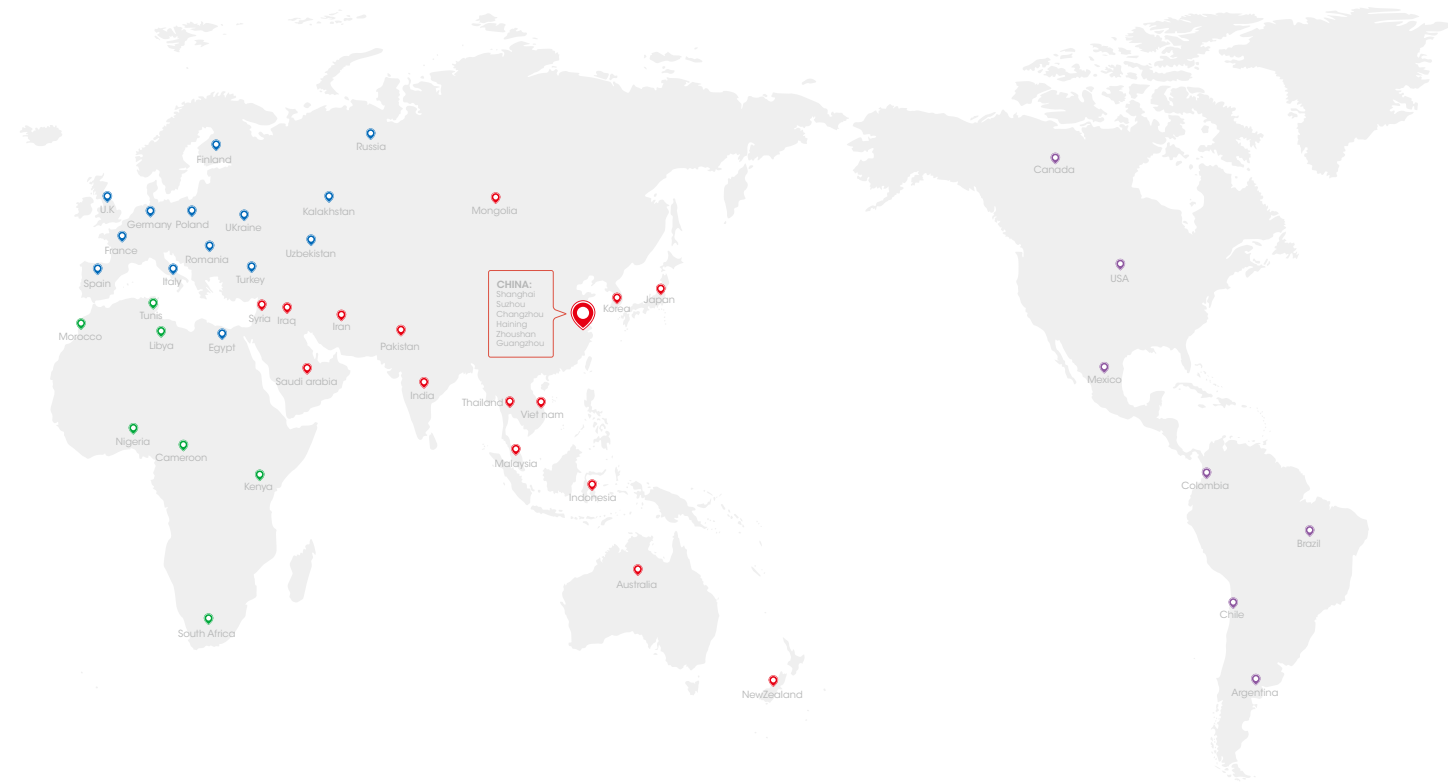 Russia
Finland
Canada
U.K
Kalakhstan
Mongolia
Germany
Poland
UKraine
France
Romania
Uzbekistan
Spain
Italy
Turkey
USA
CHINA:
Shanghai
Suzhou
Changzhou
Haining
Zhoushan
Guangzhou
Korea
Japan
Tunis
Syria
Iraq
Iran
Morocco
Libya
Egypt
Pakistan
Saudi arabia
India
Mexico
Thailand
Viet nam
Nigeria
Cameroon
Malaysia
Kenya
Indonesia
Colombia
Brazil
Australia
Chile
South Africa
NewZealand
Argentina